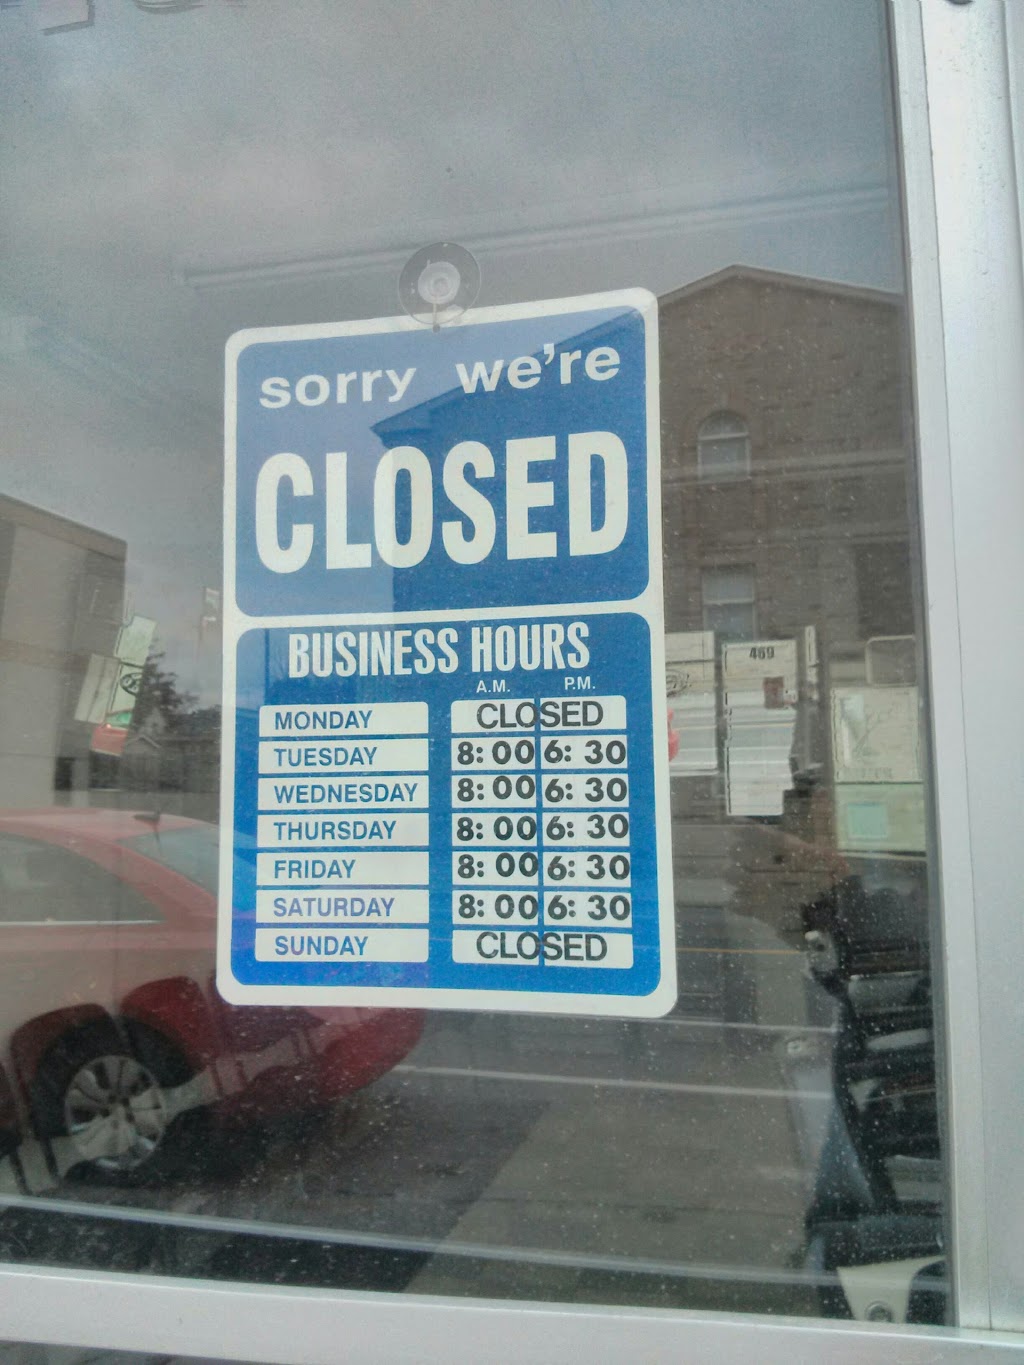 sorry we're
CLOSED
BUSINESS HOURS
A.M. P.M.
MONDAY CLOSED
TUESDAY 8:00 6:30
WEDNESDAY 8:00 6:30
THURSDAY 8:00 6:30
FRIDAY 8:00 6:30
SATURDAY 8:00 6:30
SUNDAY CLOSED
469